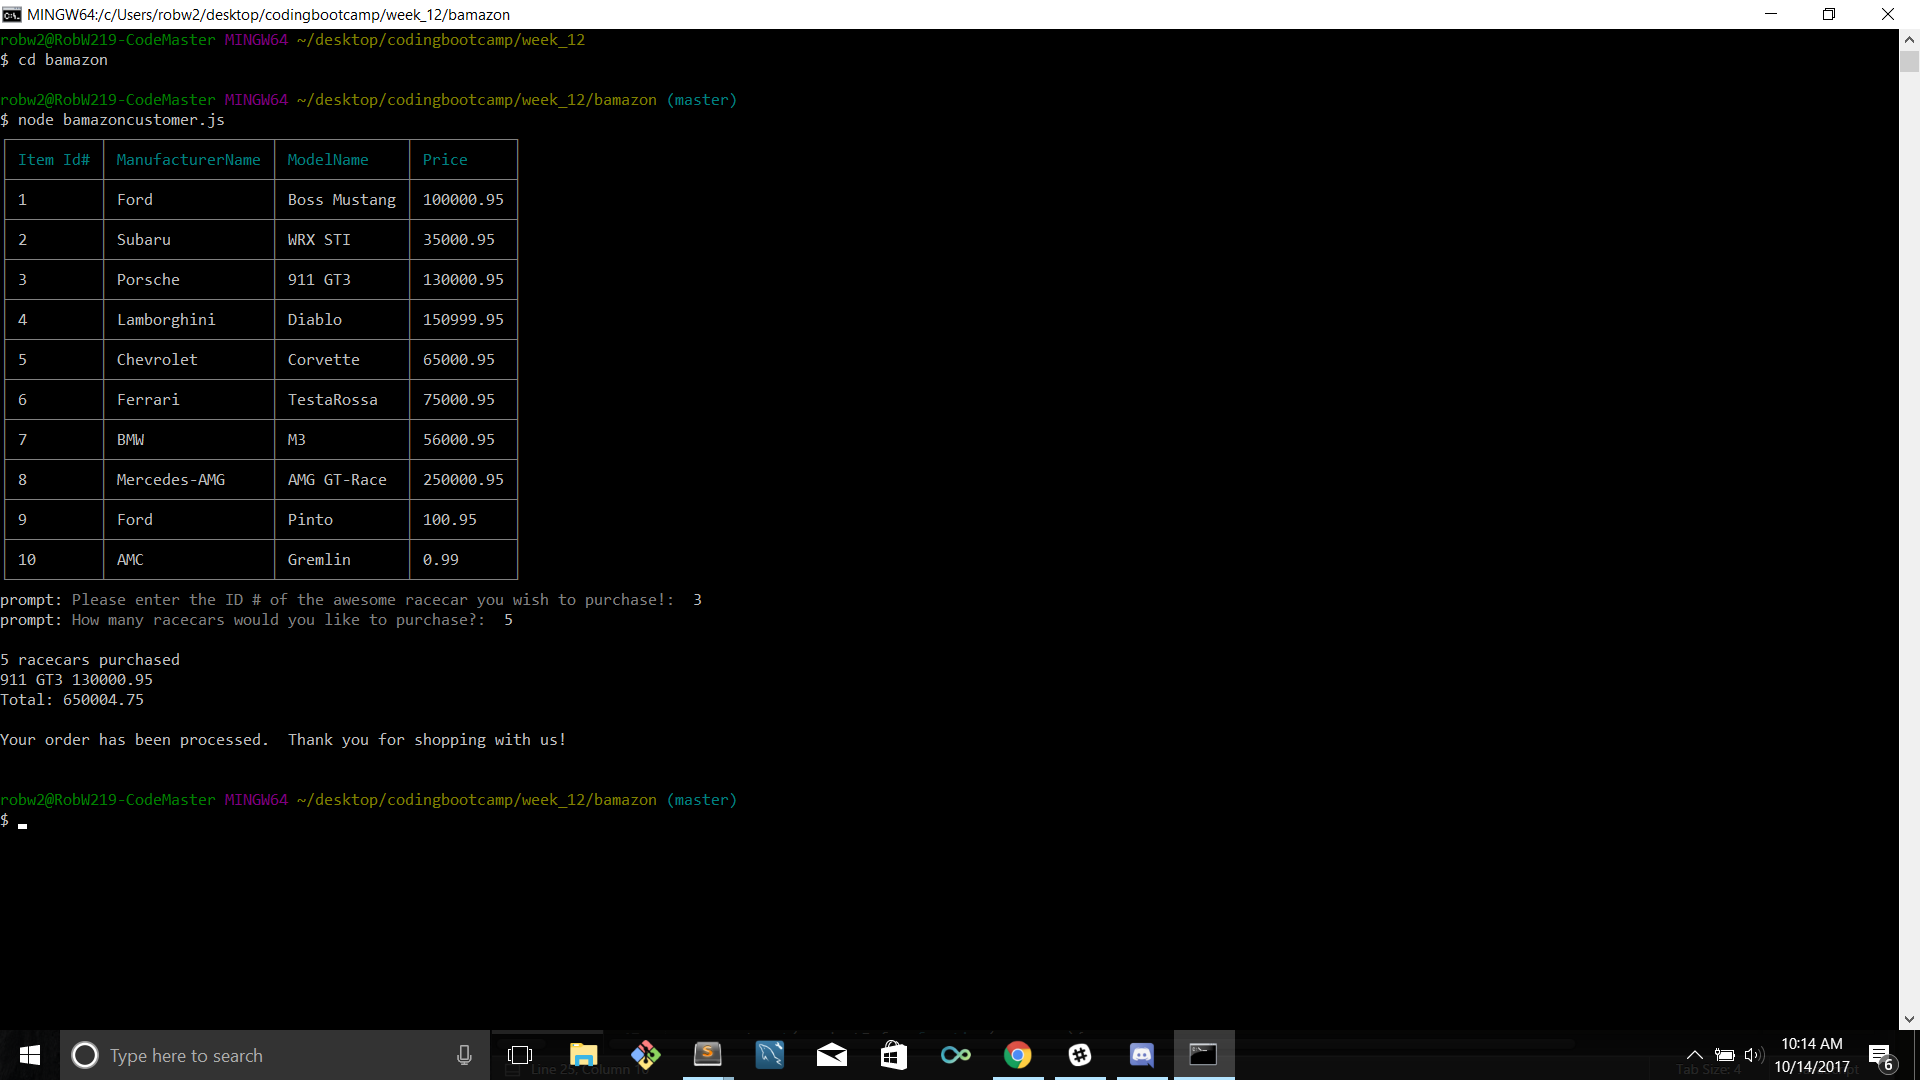 MINGW64:/c/Users/robw2/desktop/codingbootcamp/week_12/bamazon
robw2@RobW219-CodeMaster MINGW64 ~/desktop/codingbootcamp/week_12
$ cd bamazon
robw2@RobW219-CodeMaster MINGW64 ~/desktop/codingbootcamp/week_12/bamazon (master)
$ node bamazoncustomer.js
Item Id# ManufacturerName ModelName Price
1 Ford Boss Mustang 100000.95
2 Subaru WRX STI 35000.95
3 Porsche 911 GT3 130000.95
4 Lamborghini Diablo 150999.95
5 Chevrolet Corvette 65000.95
6 Ferrari TestaRossa 75000.95
7 BMW M3 56000.95
8 Mercedes-AMG AMG GT-Race 250000.95
9 Ford Pinto 100.95
10 AMC Gremlin 0.99
prompt: Please enter the ID # of the awesome racecar you wish to purchase!:  3
prompt: How many racecars would you like to purchase?:  5
5 racecars purchased
911 GT3 130000.95
Total: 650004.75
Your order has been processed.  Thank you for shopping with us!
robw2@RobW219-CodeMaster MINGW64 ~/desktop/codingbootcamp/week_12/bamazon (master)
$
Type here to search
10:14 AM
10/14/2017
6
Line 25, Column
Tab Size: 4